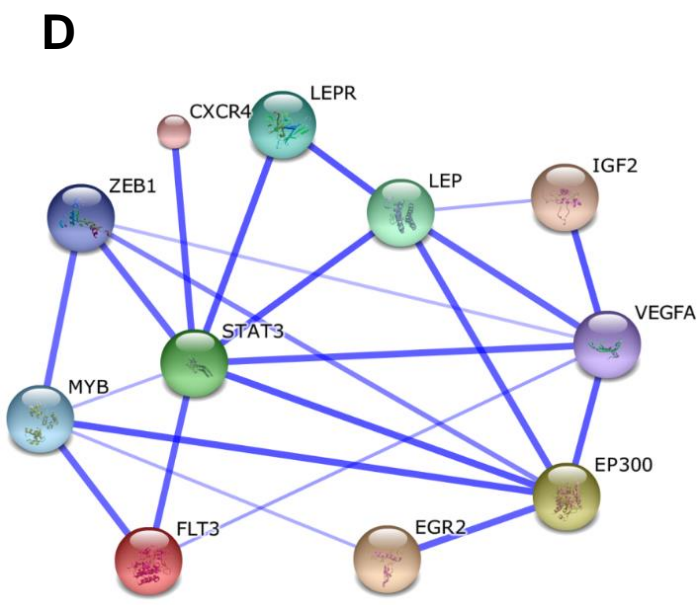 D
LEPR
CXCR4
LEP
IGF2
ZEB1
VEGFA
STAT3
MYB
EP300
FLT3
EGR2